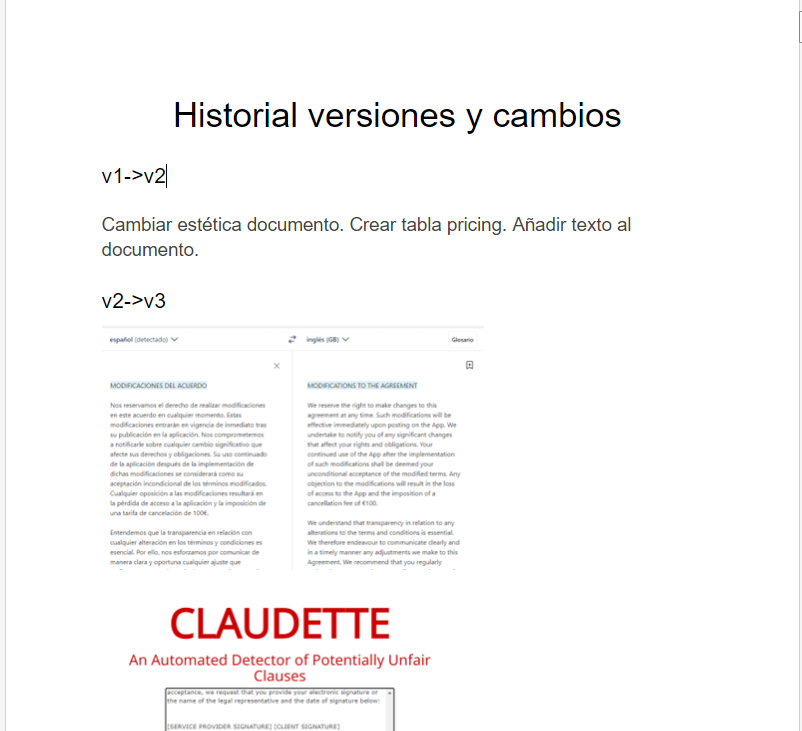 Historial versiones y cambios
v1->v2
Cambiar estética documento. Crear tabla pricing. Añadir texto al
documento.
v2->v3
español (detectado)
inglés (GB)
Glosario
MODIFICACIONES DEL ACUERDO
Nos reservamos el derecho de realizar modificaciones
en este acuerdo en cualquier momento. Estas
modificaciones entrarán en vigencia de inmediato tras
su publicación en la aplicación. Nos comprometemos
a notificarle sobre cualquier cambio significativo que
afecte sus derechos y obligaciones. Su uso continuado
de la aplicación después de la implementación de
dichas modificaciones se considerará como su
aceptación incondicional de los términos modificados.
Cualquier oposición a las modificaciones resultará en
la pérdida de acceso a la aplicación y la imposición de
una tarifa de cancelación de 100€.
Entendemos que la transparencia en relación con
cualquier alteración en los términos y condiciones es
esencial. Por ello, nos esforzamos por comunicar de
manera clara y oportuna cualquier ajuste que
MODIFICATIONS TO THE AGREEMENT
We reserve the right to make changes to this
agreement at any time. Such modifications will be
effective immediately upon posting on the App. We
undertake to notify you of any significant changes
that affect your rights and obligations. Your
continued use of the App after the implementation
of such modifications shall be deemed your
unconditional acceptance of the modified terms. Any
objection to the modifications will result in the loss
of access to the App and the imposition of a
cancellation fee of €100.
We understand that transparency in relation to any
alterations to the terms and conditions is essential.
We therefore endeavour to communicate clearly and
in a timely manner any adjustments we make to this
Agreement. We recommend that you regularly
CLAUDETTE
An Automated Detector of Potentially Unfair
Clauses
acceptance, we request that you provide your electronic signature or
the name of the legal representative and the date of signature below:
[SERVICE PROVIDER SIGNATURE] [CLIENT SIGNATURE]